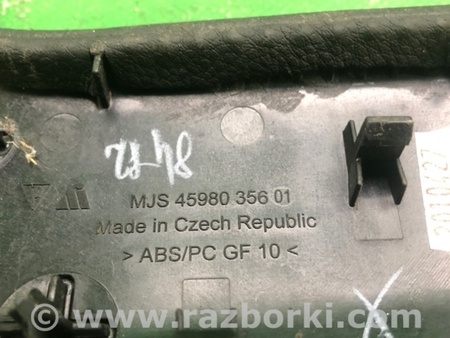 MJS 45980 356 01
Made in Czech Republic
> ABS/PC GF 10 <
www.razborki.com